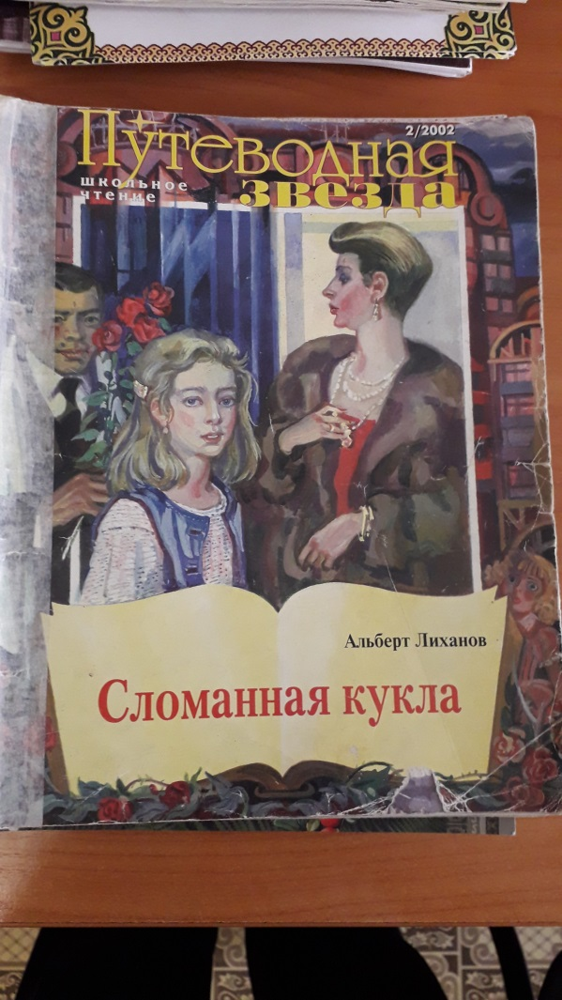 2/2002
Путеводная
школьное
чтение
звезда
Альберт Лиханов
Сломанная кукла